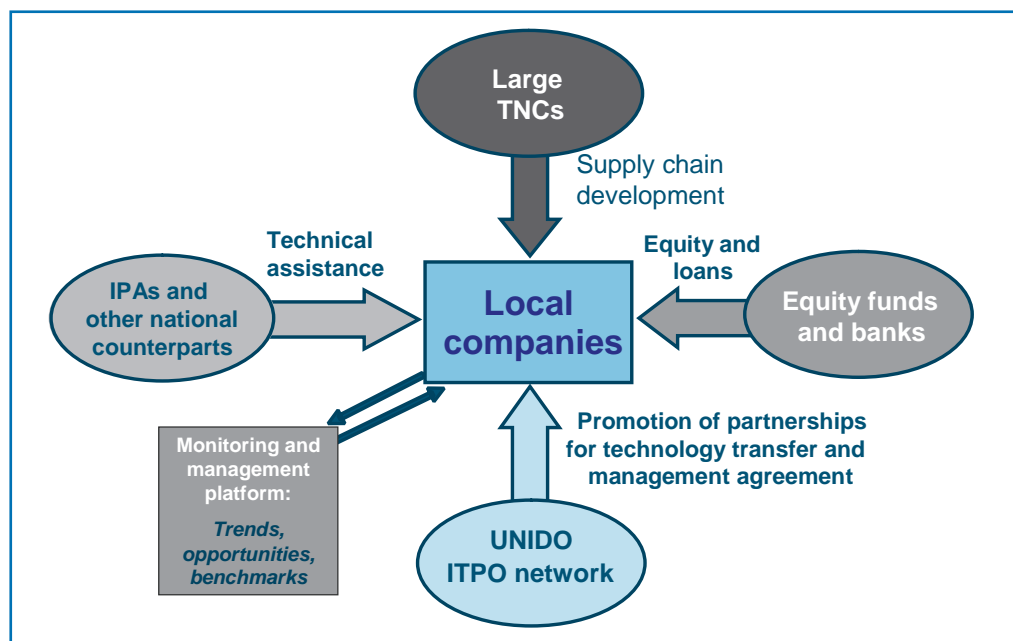 Large
TNCs
Supply chain
development
Technical
assistance
Equity and
loans
IPAs and
other national
counterparts
Local
companies
Equity funds
and banks
Monitoring and
management
platform:
Trends,
opportunities,
benchmarks
Promotion of partnerships
for technology transfer and
management agreement
UNIDO
ITPO network